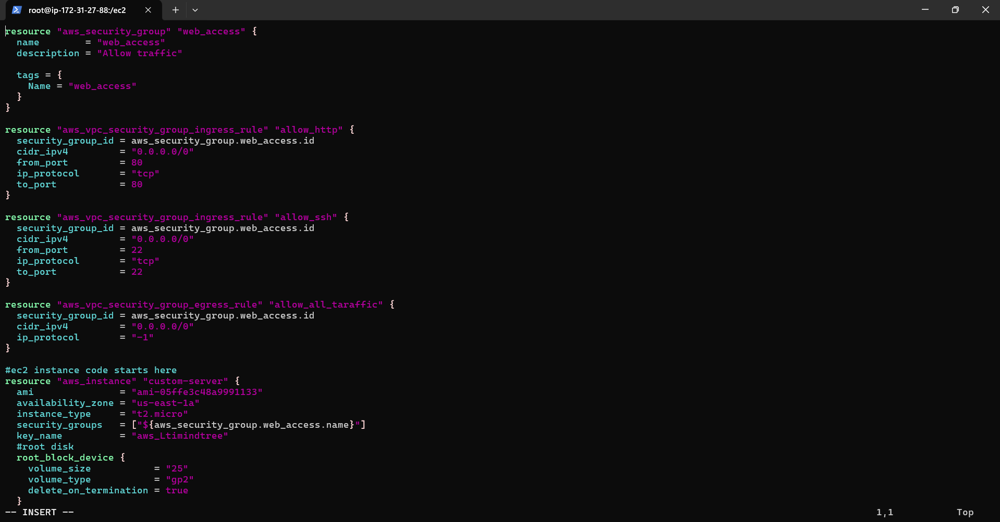 root@ip-172-31-27-88:/ec2
resource "aws_security_group" "web_access" {
  name        = "web_access"
  description = "Allow traffic"

  tags = {
    Name = "web_access"
  }
}

resource "aws_vpc_security_group_ingress_rule" "allow_http" {
  security_group_id = aws_security_group.web_access.id
  cidr_ipv4         = "0.0.0.0/0"
  from_port         = 80
  ip_protocol       = "tcp"
  to_port           = 80
}

resource "aws_vpc_security_group_ingress_rule" "allow_ssh" {
  security_group_id = aws_security_group.web_access.id
  cidr_ipv4         = "0.0.0.0/0"
  from_port         = 22
  ip_protocol       = "tcp"
  to_port           = 22
}

resource "aws_vpc_security_group_egress_rule" "allow_all_taraffic" {
  security_group_id = aws_security_group.web_access.id
  cidr_ipv4         = "0.0.0.0/0"
  ip_protocol       = "-1"
}

#ec2 instance code starts here
resource "aws_instance" "custom-server" {
  ami               = "ami-05ffe3c48a9991133"
  availability_zone = "us-east-1a"
  instance_type     = "t2.micro"
  security_groups   = ["${aws_security_group.web_access.name}"]
  key_name          = "aws_Ltimindtree"
  #root disk
  root_block_device {
    volume_size           = "25"
    volume_type           = "gp2"
    delete_on_termination = true
  }
-- INSERT -- 1,1 Top